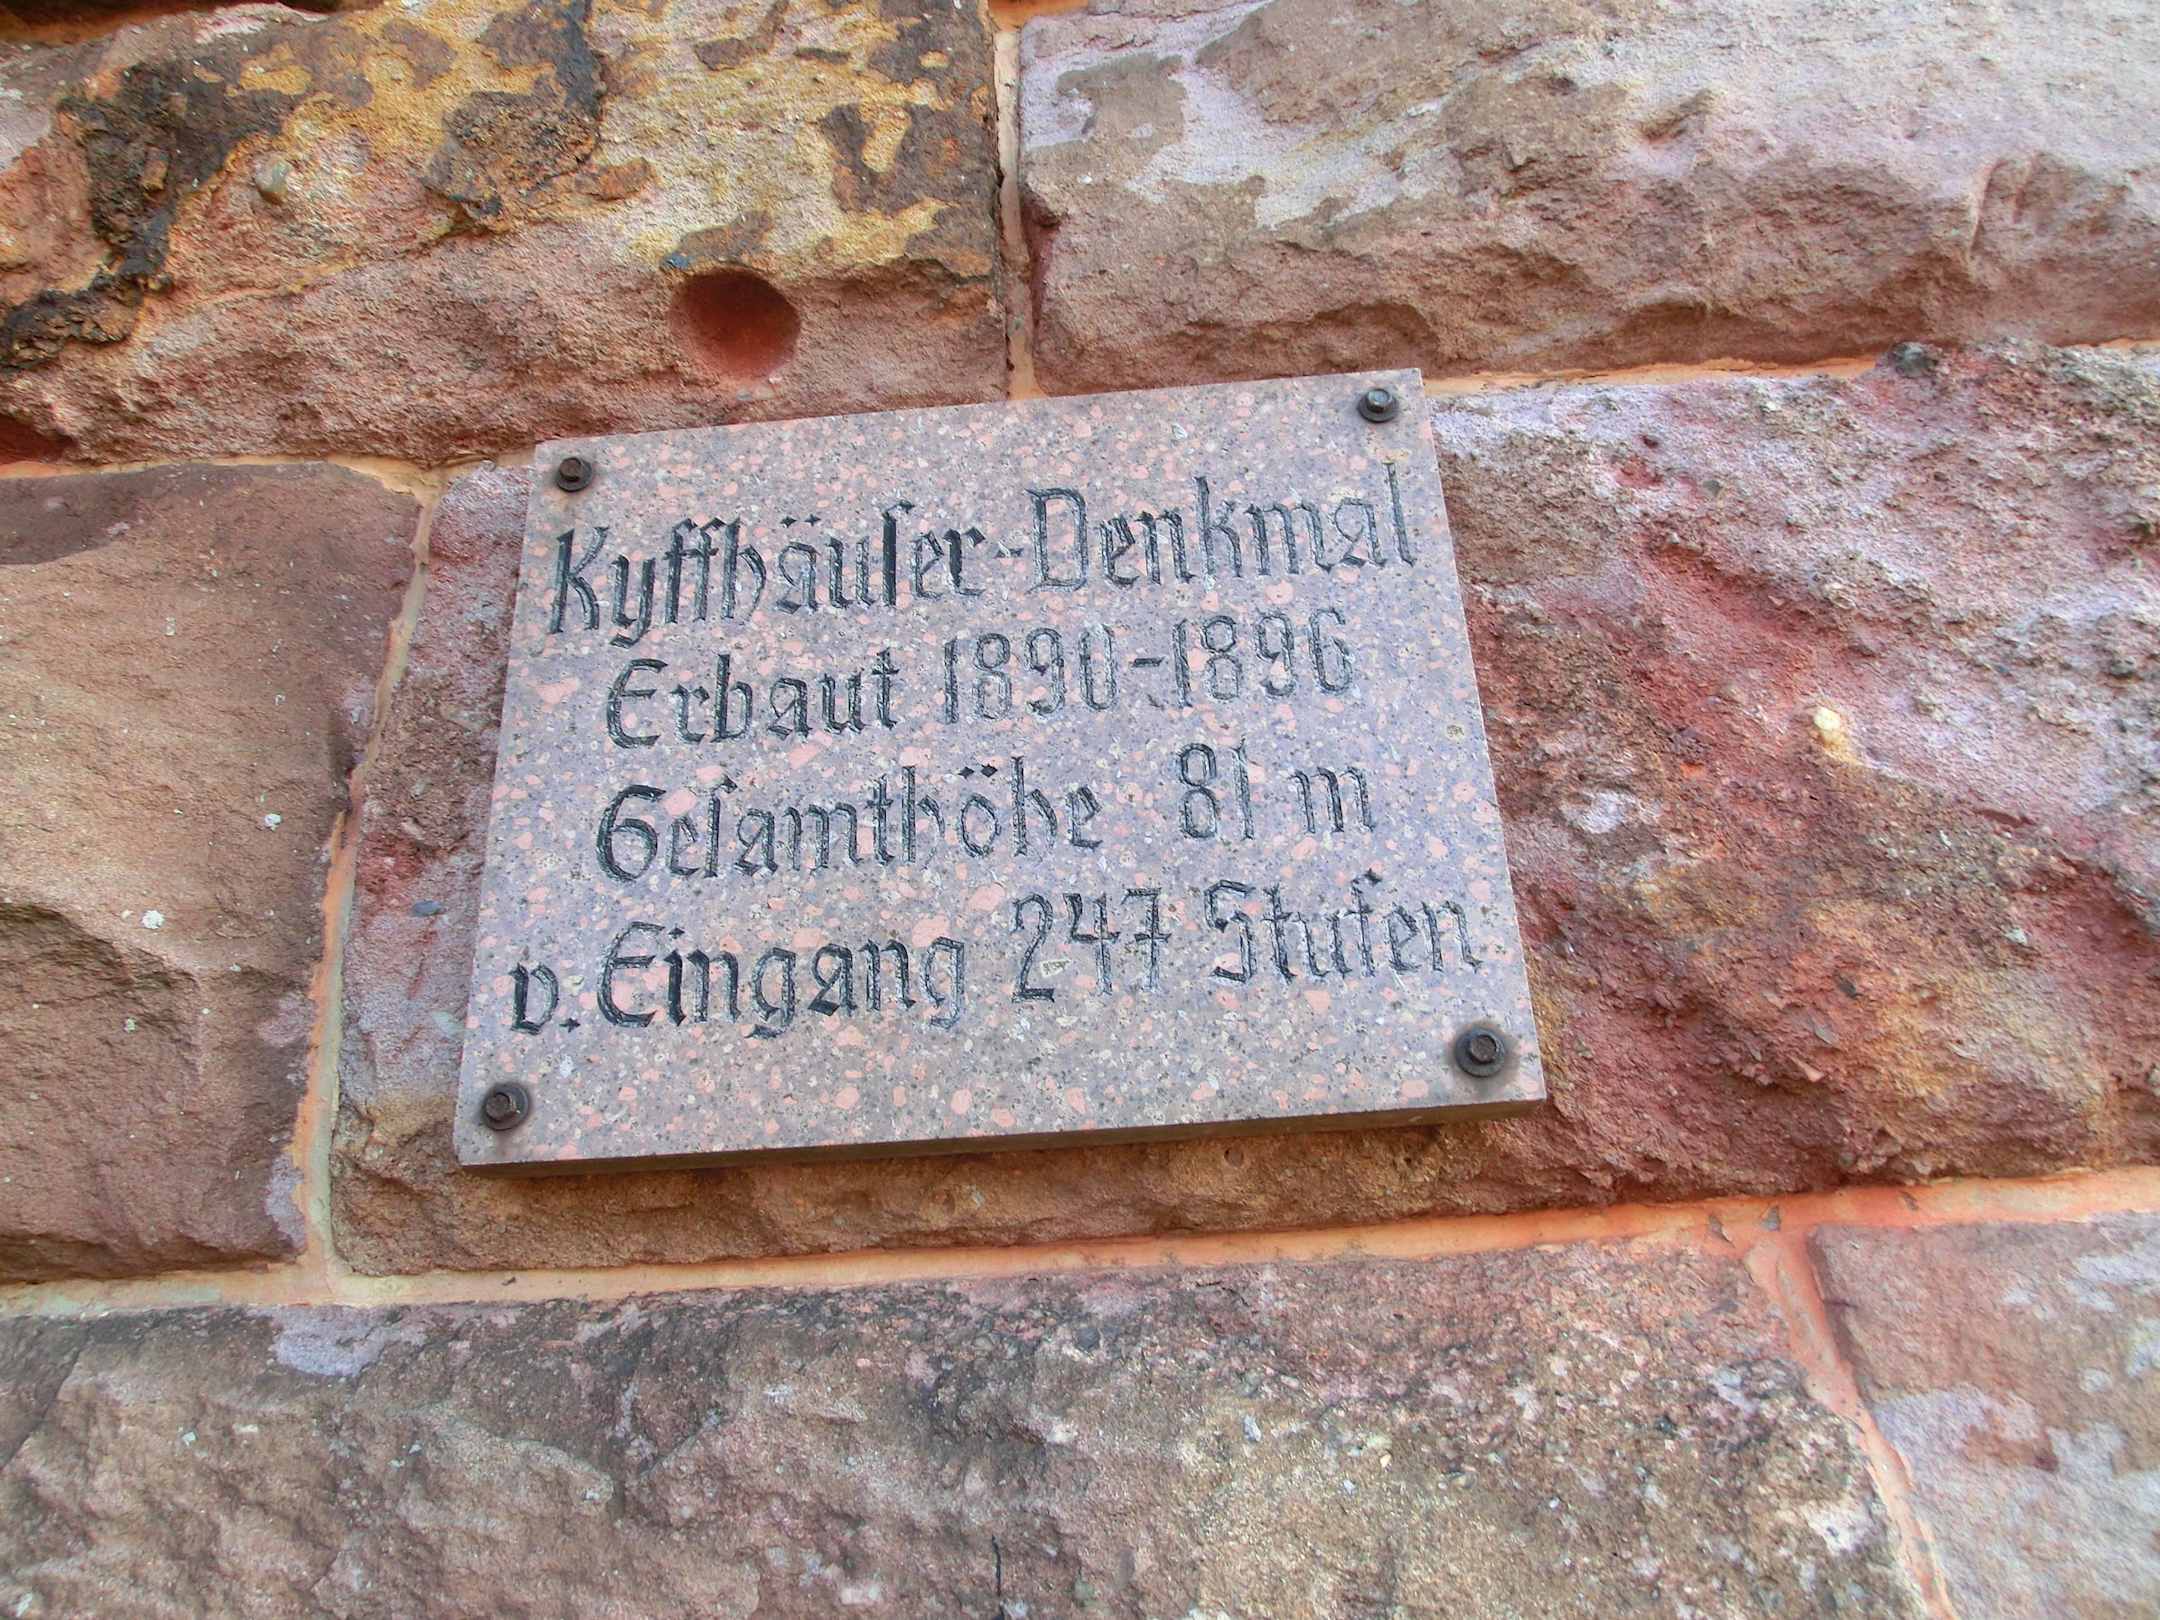 Kyffhäuſer-Denkmal
Erbaut 1890-1896
Geſamthöhe 81 m
v. Eingang 247 Stufen